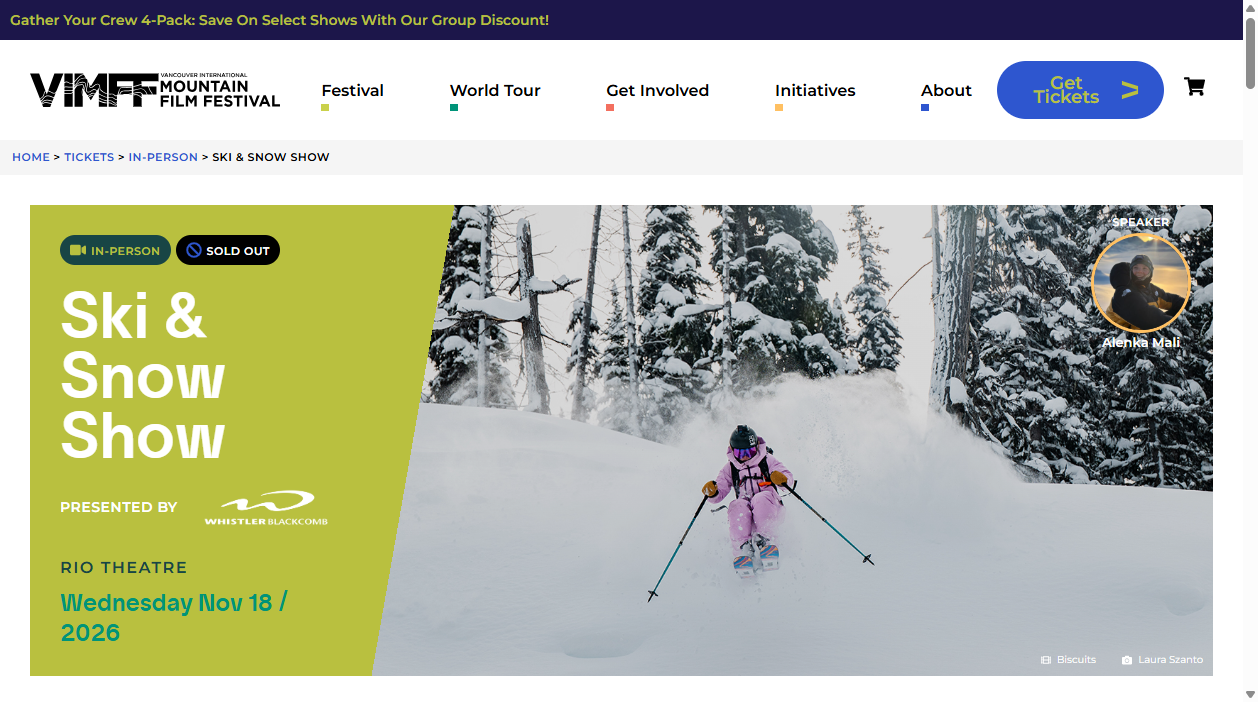 Gather Your Crew 4-Pack: Save On Select Shows With Our Group Discount!
VIMFF
VANCOUVER INTERNATIONAL
MOUNTAIN
FILM FESTIVAL
Festival
World Tour
Get Involved
Initiatives
About
Get
Tickets
>
HOME > TICKETS > IN-PERSON > SKI & SNOW SHOW
IN-PERSON
SOLD OUT
Ski &
Snow
Show
PRESENTED BY
WHISTLERBLACKCOMB
RIO THEATRE
Wednesday Nov 18 /
2026
SPEAKER
Alenka Mali
Biscuits
Laura Szanto